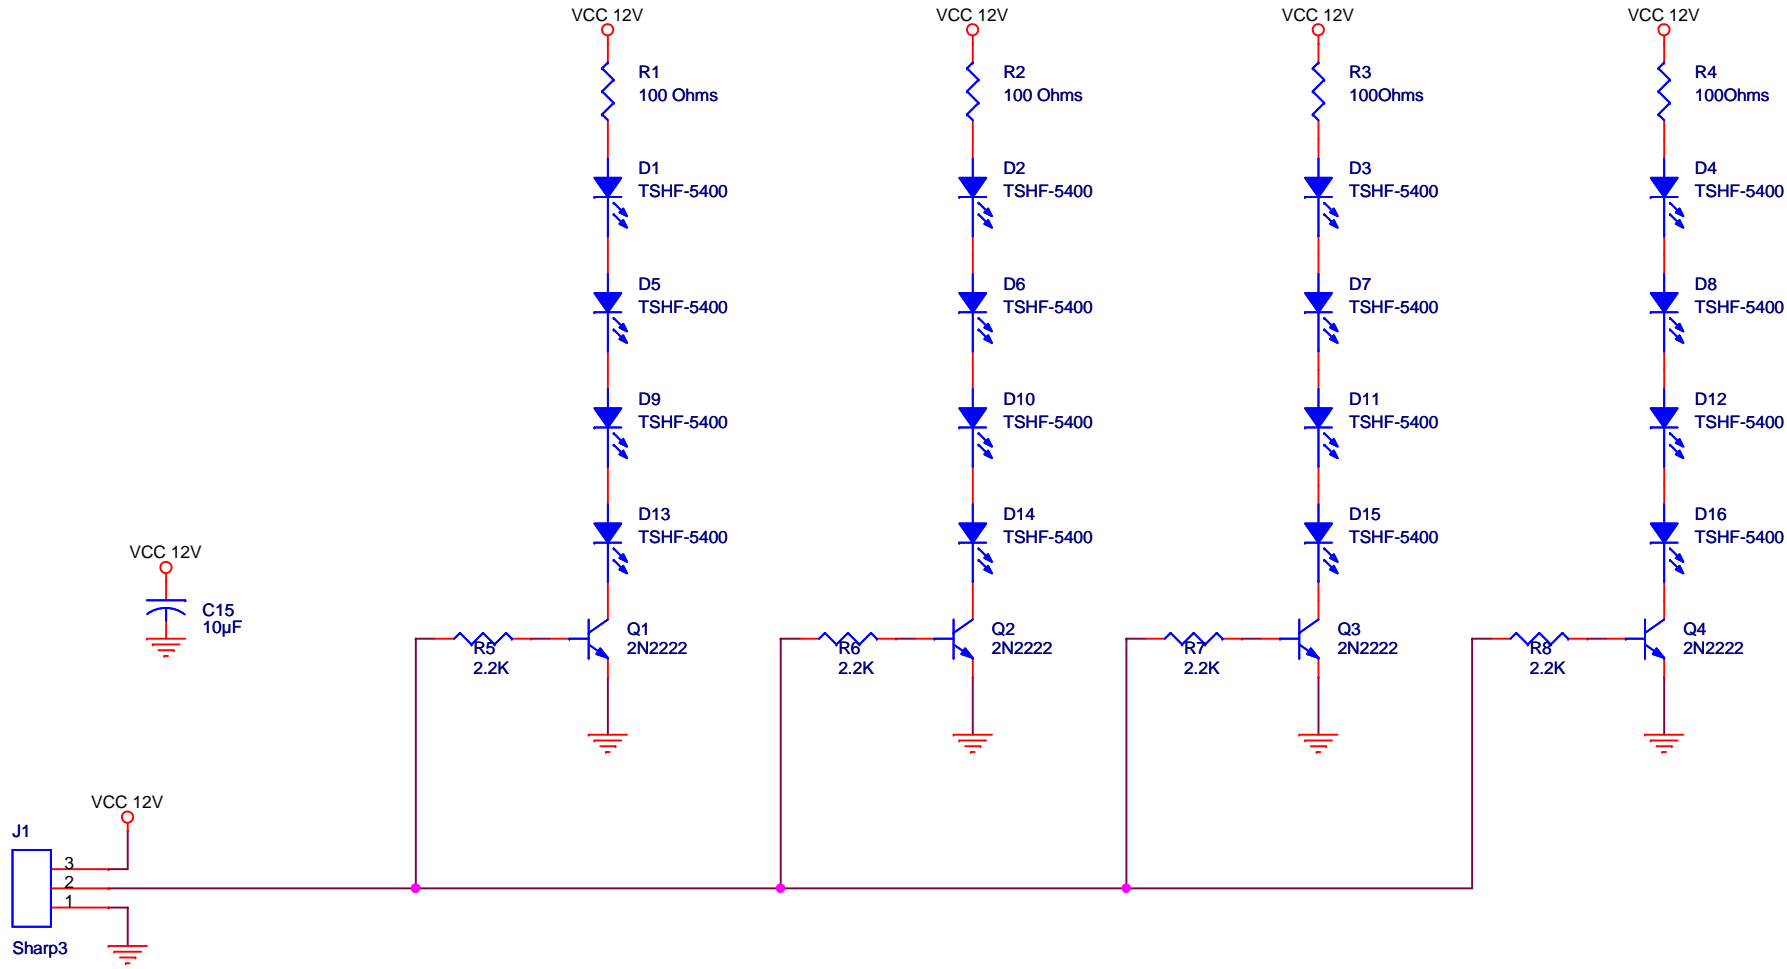 VCC 12V
VCC 12V
VCC 12V
VCC 12V
R1
100 Ohms
R2
100 Ohms
R3
100Ohms
R4
100Ohms
D1
TSHF-5400
D2
TSHF-5400
D3
TSHF-5400
D4
TSHF-5400
D5
TSHF-5400
D6
TSHF-5400
D7
TSHF-5400
D8
TSHF-5400
D9
TSHF-5400
D10
TSHF-5400
D11
TSHF-5400
D12
TSHF-5400
D13
TSHF-5400
D14
TSHF-5400
D15
TSHF-5400
D16
TSHF-5400
VCC 12V
C15
10µF
R5
2.2K
Q1
2N2222
R6
2.2K
Q2
2N2222
R7
2.2K
Q3
2N2222
R8
2.2K
Q4
2N2222
VCC 12V
J1
3
2
1
Sharp3